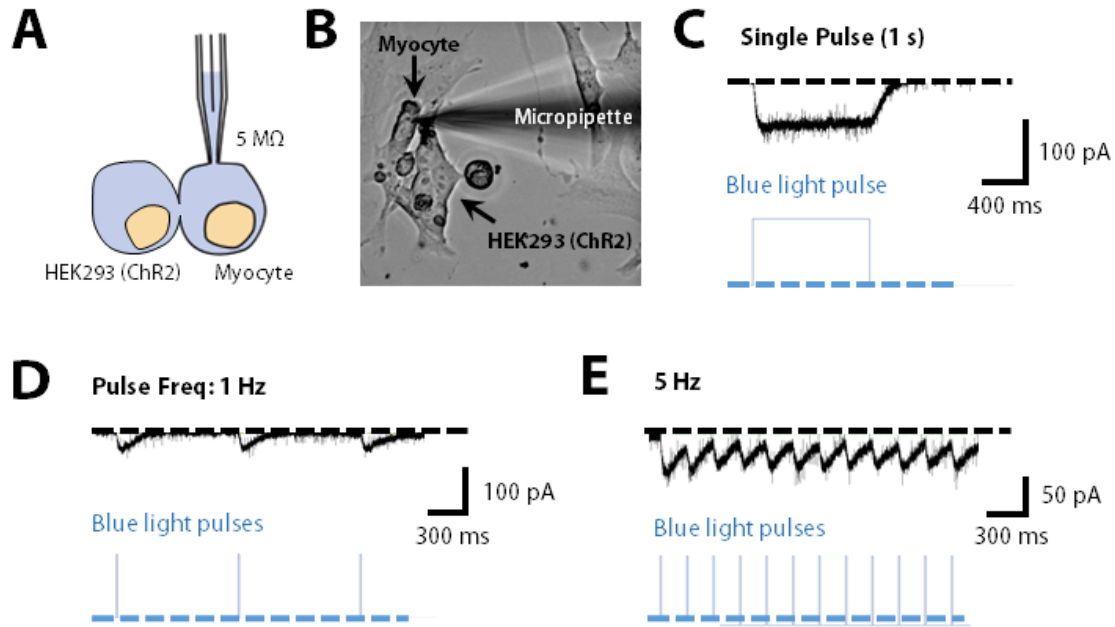 A
5 MΩ
HEK293 (ChR2) Myocyte
B
Myocyte
Micropipette
HEK293 (ChR2)
C Single Pulse (1 s)
100 pA
Blue light pulse
400 ms
D Pulse Freq: 1 Hz
100 pA
Blue light pulses
300 ms
E 5 Hz
50 pA
Blue light pulses
300 ms